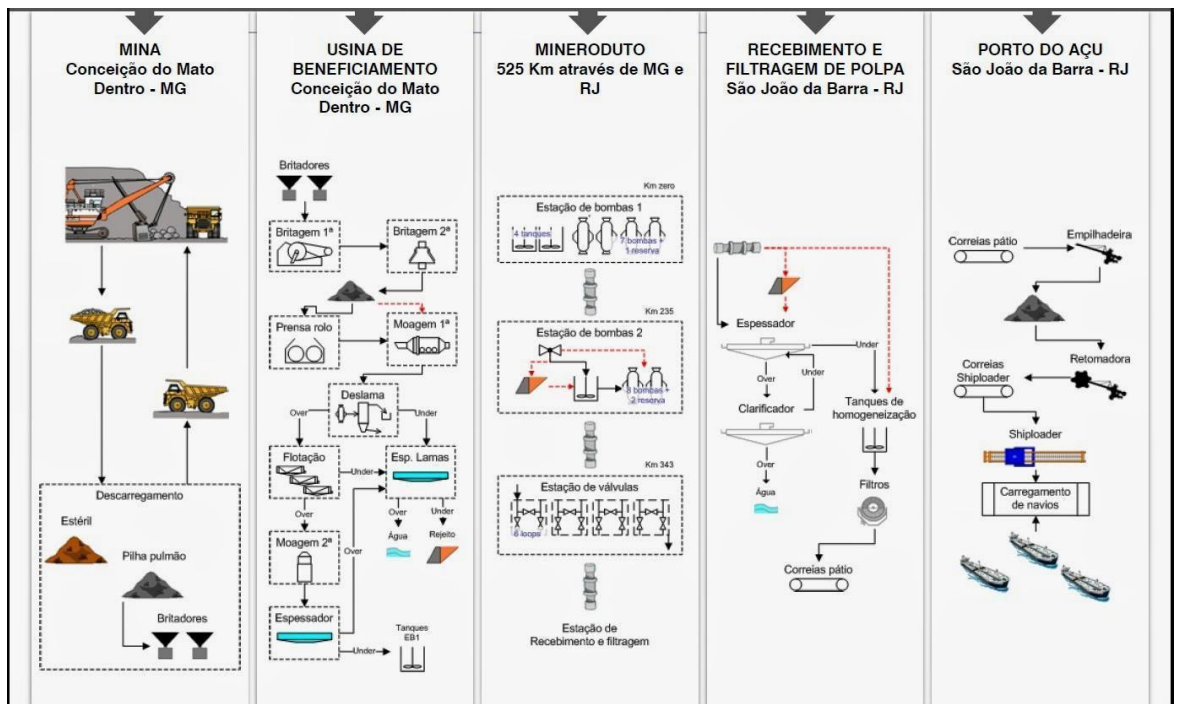 MINA
Conceição do Mato
Dentro - MG
Descarregamento
Estéril
Pilha pulmão
Britadores
USINA DE
BENEFICIAMENTO
Conceição do Mato
Dentro - MG
Britadores
Britagem 1ª
Britagem 2ª
Prensa rolo
Moagem 1ª
Deslama
Over
Under
Flotação
Under
Esp. Lamas
Over
Over
Under
Água
Rejeito
Moagem 2ª
Over
Espessador
Under
Tanques
EB1
MINERODUTO
525 Km através de MG e
RJ
Km zero
Estação de bombas 1
4 tanques
7 bombas +
1 reserva
Km 235
Estação de bombas 2
8 bombas +
2 reserva
Km 343
Estação de válvulas
6 loops
Estação de
Recebimento e filtragem
RECEBIMENTO E
FILTRAGEM DE POLPA
São João da Barra - RJ
Espessador
Under
Over
Under
Clarificador
Tanques de
homogeneização
Over
Água
Filtros
Correias pátio
PORTO DO AÇU
São João da Barra - RJ
Correias pátio
Empilhadeira
Retomadora
Correias
Shiploader
Shiploader
Carregamento
de navios